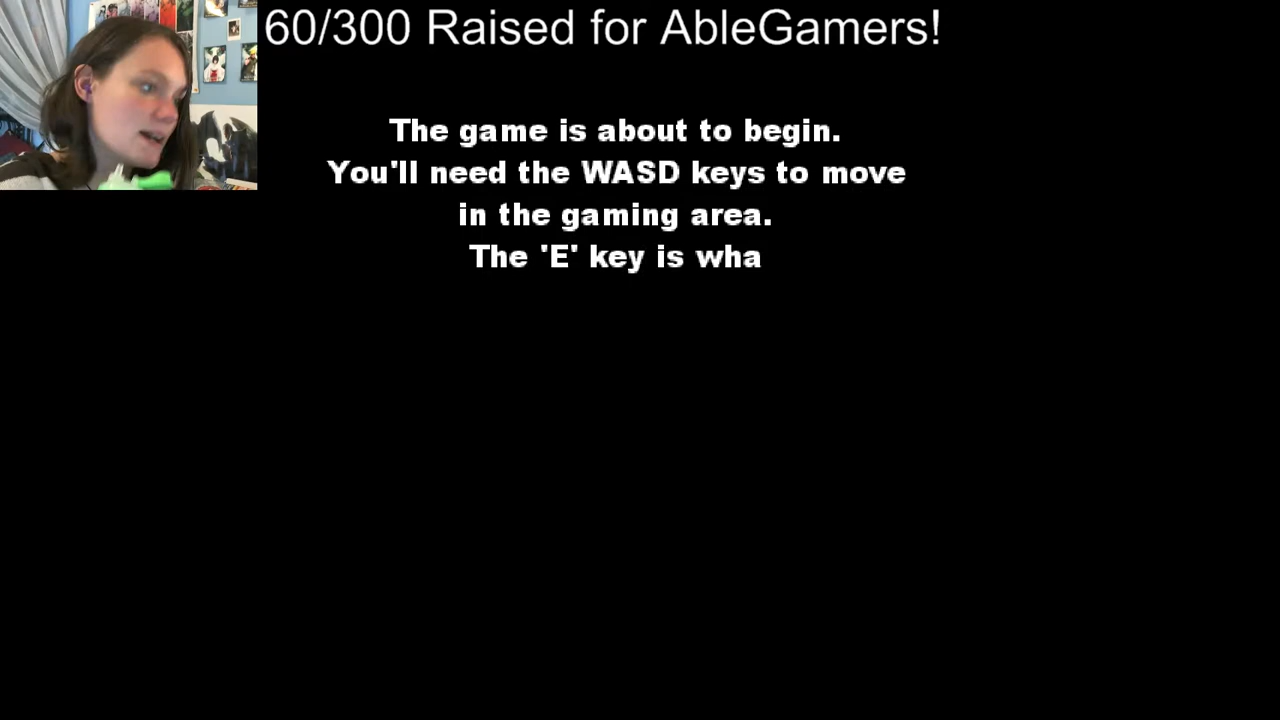 60/300 Raised for AbleGamers!
The game is about to begin.
You'll need the WASD keys to move
in the gaming area.
The 'E' key is wha